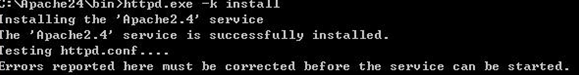 C:\Apache24\bin>httpd.exe -k install
Installing the 'Apache2.4' service
The 'Apache2.4' service is successfully installed.
Testing httpd.conf....
Errors reported here must be corrected before the service can be started.